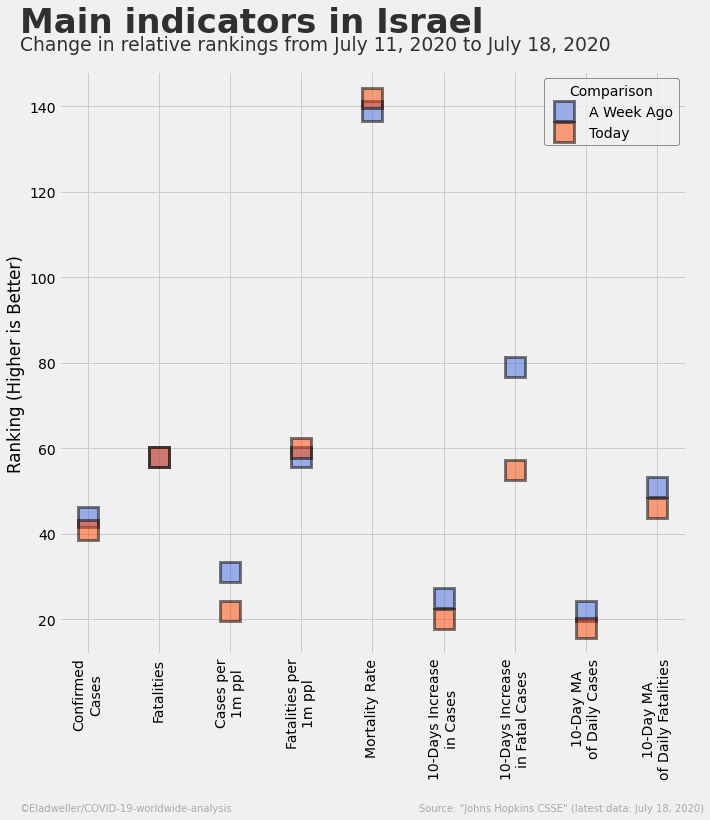 Main indicators in Israel
Change in relative rankings from July 11, 2020 to July 18, 2020
Comparison
A Week Ago
Today
Ranking (Higher is Better)
140
120
100
80
60
40
20
Confirmed
Cases
Fatalities
Cases per
1m ppl
Fatalities per
1m ppl
Mortality Rate
10-Days Increase
in Cases
10-Days Increase
in Fatal Cases
10-Day MA
of Daily Cases
10-Day MA
of Daily Fatalities
©Eladweller/COVID-19-worldwide-analysis
Source: "Johns Hopkins CSSE" (latest data: July 18, 2020)